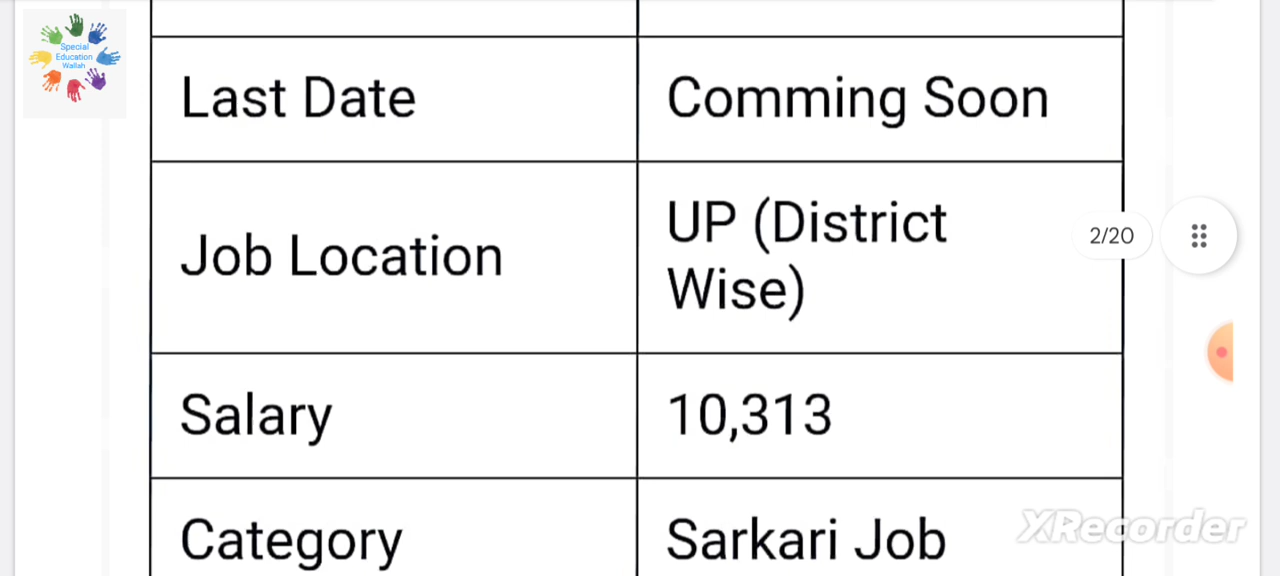 Special
Education
Wallah
Last Date
Comming Soon
Job Location
UP (District
Wise)
2/20
Salary
10,313
Category
Sarkari Job
XRecorder